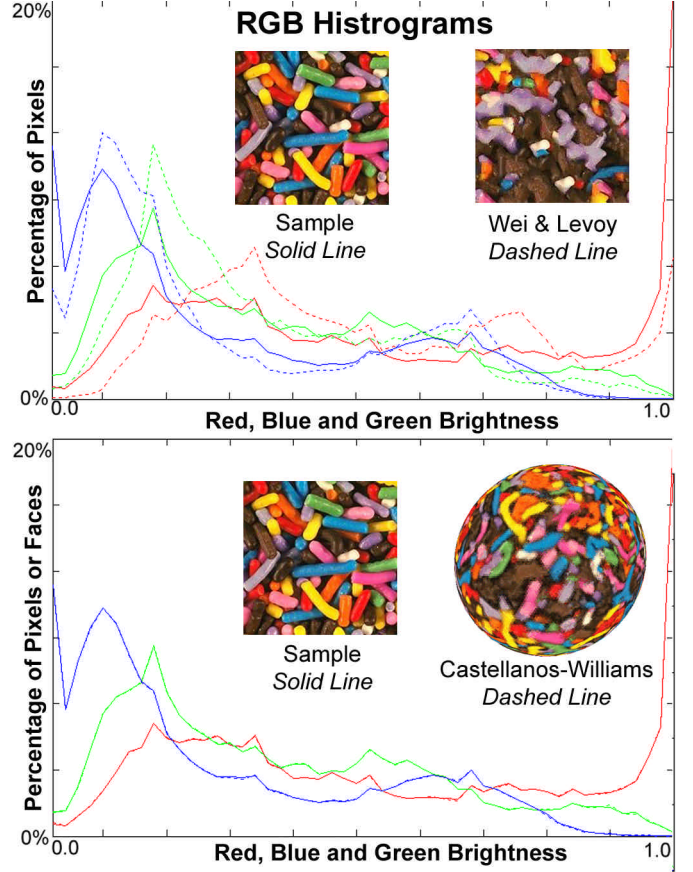 RGB Histrograms
20%
Percentage of Pixels
Sample
Solid Line
Wei & Levoy
Dashed Line
0%
0.0
1.0
Red, Blue and Green Brightness
20%
Percentage of Pixels or Faces
Sample
Solid Line
Castellanos-Williams
Dashed Line
0%
0.0
1.0
Red, Blue and Green Brightness